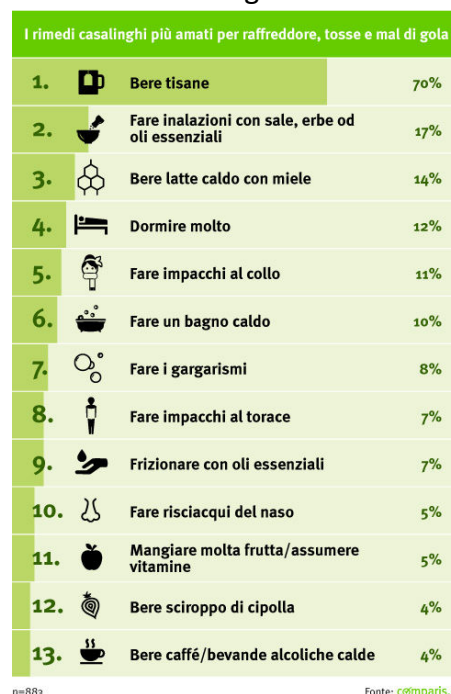 I rimedi casalinghi più amati per raffreddore, tosse e mal di gola
1. Bere tisane 70%
2. Fare inalazioni con sale, erbe od
oli essenziali 17%
3. Bere latte caldo con miele 14%
4. Dormire molto 12%
5. Fare impacchi al collo 11%
6. Fare un bagno caldo 10%
7. Fare i gargarismi 8%
8. Fare impacchi al torace 7%
9. Frizionare con oli essenziali 7%
10. Fare risciacqui del naso 5%
11. Mangiare molta frutta/assumere
vitamine 5%
12. Bere sciroppo di cipolla 4%
13. Bere caffé/bevande alcoliche calde 4%
n=883 Fonte: comparis.